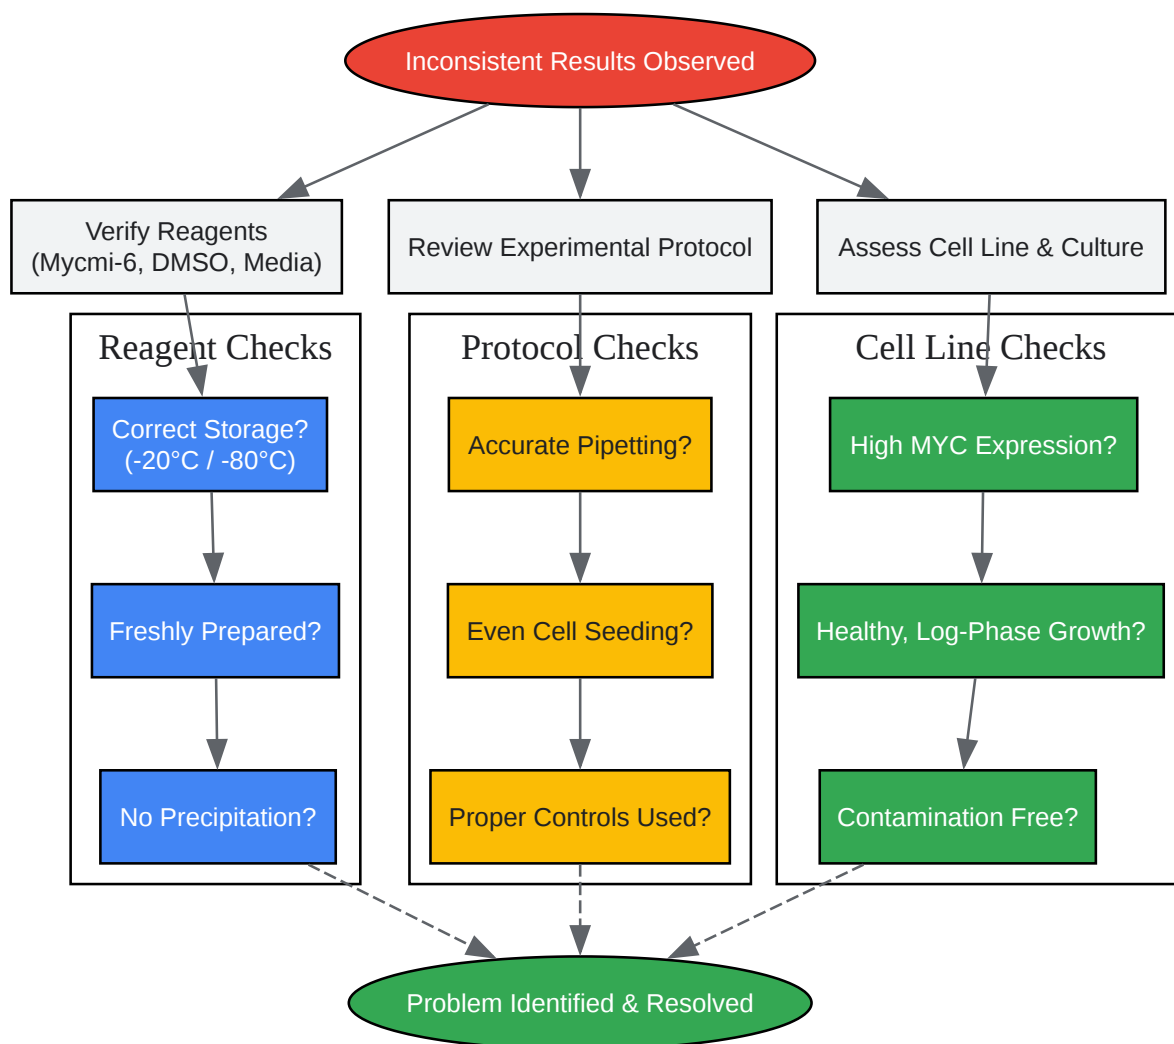 Inconsistent Results Observed
Verify Reagents
(Mycmi-6, DMSO, Media)
Review Experimental Protocol
Assess Cell Line & Culture
Reagent Checks
Correct Storage?
(-20°C / -80°C)
Freshly Prepared?
No Precipitation?
Protocol Checks
Accurate Pipetting?
Even Cell Seeding?
Proper Controls Used?
Cell Line Checks
High MYC Expression?
Healthy, Log-Phase Growth?
Contamination Free?
Problem Identified & Resolved